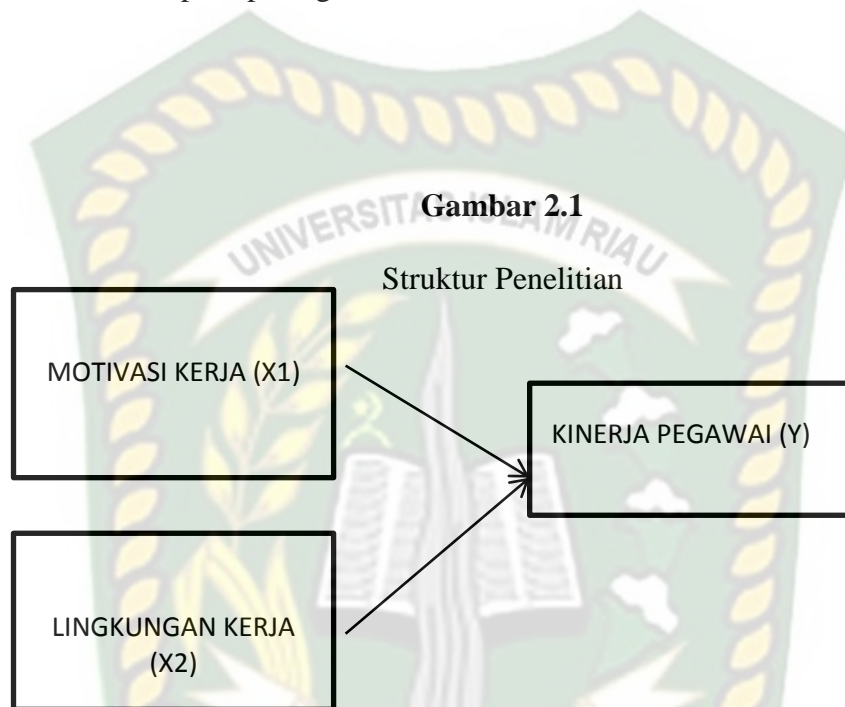 Gambar 2.1
UNIVERSITAS ISLAM RIAU
Struktur Penelitian
MOTIVASI KERJA (X1)
KINERJA PEGAWAI (Y)
LINGKUNGAN KERJA
(X2)